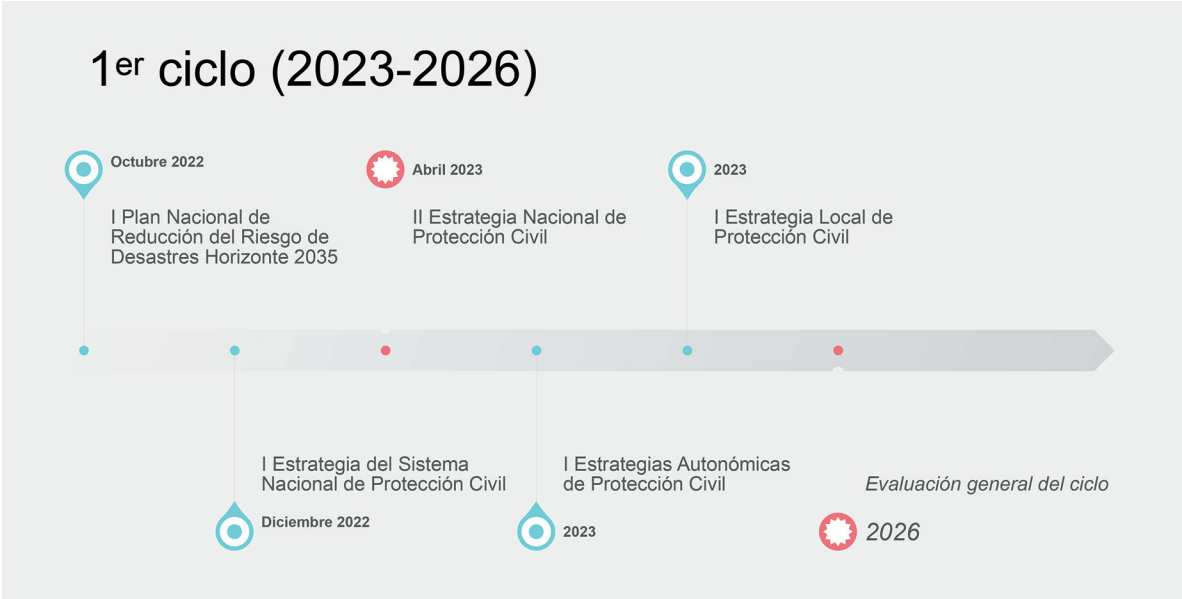 1er ciclo (2023-2026)
Octubre 2022
I Plan Nacional de
Reducción del Riesgo de
Desastres Horizonte 2035
Abril 2023
II Estrategia Nacional de
Protección Civil
2023
I Estrategia Local de
Protección Civil
I Estrategia del Sistema
Nacional de Protección Civil
Diciembre 2022
I Estrategias Autonómicas
de Protección Civil
2023
Evaluación general del ciclo
2026